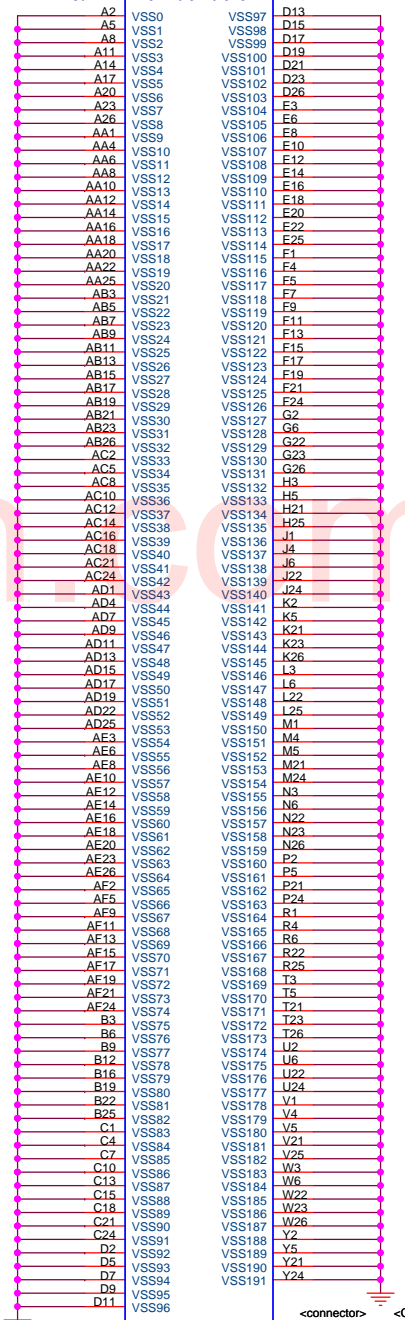 A2 VSS0 VSS97 D13
A5 VSS1 VSS98 D15
A8 VSS2 VSS99 D17
A11 VSS3 VSS100 D19
A14 VSS4 VSS101 D21
A17 VSS5 VSS102 D23
A20 VSS6 VSS103 D26
A23 VSS7 VSS104 E3
A26 VSS8 VSS105 E6
AA1 VSS9 VSS106 E8
AA4 VSS10 VSS107 E10
AA6 VSS11 VSS108 E12
AA8 VSS12 VSS109 E14
AA10 VSS13 VSS110 E16
AA12 VSS14 VSS111 E18
AA14 VSS15 VSS112 E20
AA16 VSS16 VSS113 E22
AA18 VSS17 VSS114 E25
AA20 VSS18 VSS115 F1
AA22 VSS19 VSS116 F4
AA25 VSS20 VSS117 F5
AB3 VSS21 VSS118 F7
AB5 VSS22 VSS119 F9
AB7 VSS23 VSS120 F11
AB9 VSS24 VSS121 F13
AB11 VSS25 VSS122 F15
AB13 VSS26 VSS123 F17
AB15 VSS27 VSS124 F19
AB17 VSS28 VSS125 F21
AB19 VSS29 VSS126 F24
AB21 VSS30 VSS127 G2
AB23 VSS31 VSS128 G6
AB26 VSS32 VSS129 G22
AC2 VSS33 VSS130 G23
AC5 VSS34 VSS131 G26
AC8 VSS35 VSS132 H3
AC10 VSS36 VSS133 H5
AC12 VSS37 VSS134 H21
AC14 VSS38 VSS135 H25
AC16 VSS39 VSS136 J1
AC18 VSS40 VSS137 J4
AC21 VSS41 VSS138 J6
AC24 VSS42 VSS139 J22
AD1 VSS43 VSS140 J24
AD4 VSS44 VSS141 K2
AD7 VSS45 VSS142 K5
AD9 VSS46 VSS143 K21
AD11 VSS47 VSS144 K23
AD13 VSS48 VSS145 K26
AD15 VSS49 VSS146 L3
AD17 VSS50 VSS147 L6
AD19 VSS51 VSS148 L22
AD22 VSS52 VSS149 L25
AD25 VSS53 VSS150 M1
AE3 VSS54 VSS151 M4
AE6 VSS55 VSS152 M5
AE8 VSS56 VSS153 M21
AE10 VSS57 VSS154 M24
AE12 VSS58 VSS155 N3
AE14 VSS59 VSS156 N6
AE16 VSS60 VSS157 N22
AE18 VSS61 VSS158 N23
AE20 VSS62 VSS159 N26
AE23 VSS63 VSS160 P2
AE26 VSS64 VSS161 P5
AF2 VSS65 VSS162 P21
AF5 VSS66 VSS163 P24
AF9 VSS67 VSS164 R1
AF11 VSS68 VSS165 R4
AF13 VSS69 VSS166 R6
AF15 VSS70 VSS167 R22
AF17 VSS71 VSS168 R25
AF19 VSS72 VSS169 T3
AF21 VSS73 VSS170 T5
AF24 VSS74 VSS171 T21
B3 VSS75 VSS172 T23
B6 VSS76 VSS173 T26
B9 VSS77 VSS174 U2
B12 VSS78 VSS175 U6
B16 VSS79 VSS176 U22
B19 VSS80 VSS177 U24
B22 VSS81 VSS178 V1
B25 VSS82 VSS179 V4
C1 VSS83 VSS180 V5
C4 VSS84 VSS181 V21
C7 VSS85 VSS182 V25
C10 VSS86 VSS183 W3
C13 VSS87 VSS184 W6
C15 VSS88 VSS185 W22
C18 VSS89 VSS186 W23
C21 VSS90 VSS187 W26
C24 VSS91 VSS188 Y2
D2 VSS92 VSS189 Y5
D5 VSS93 VSS190 Y21
D7 VSS94 VSS191 Y24
D9 VSS95
D11 VSS96
<connector>